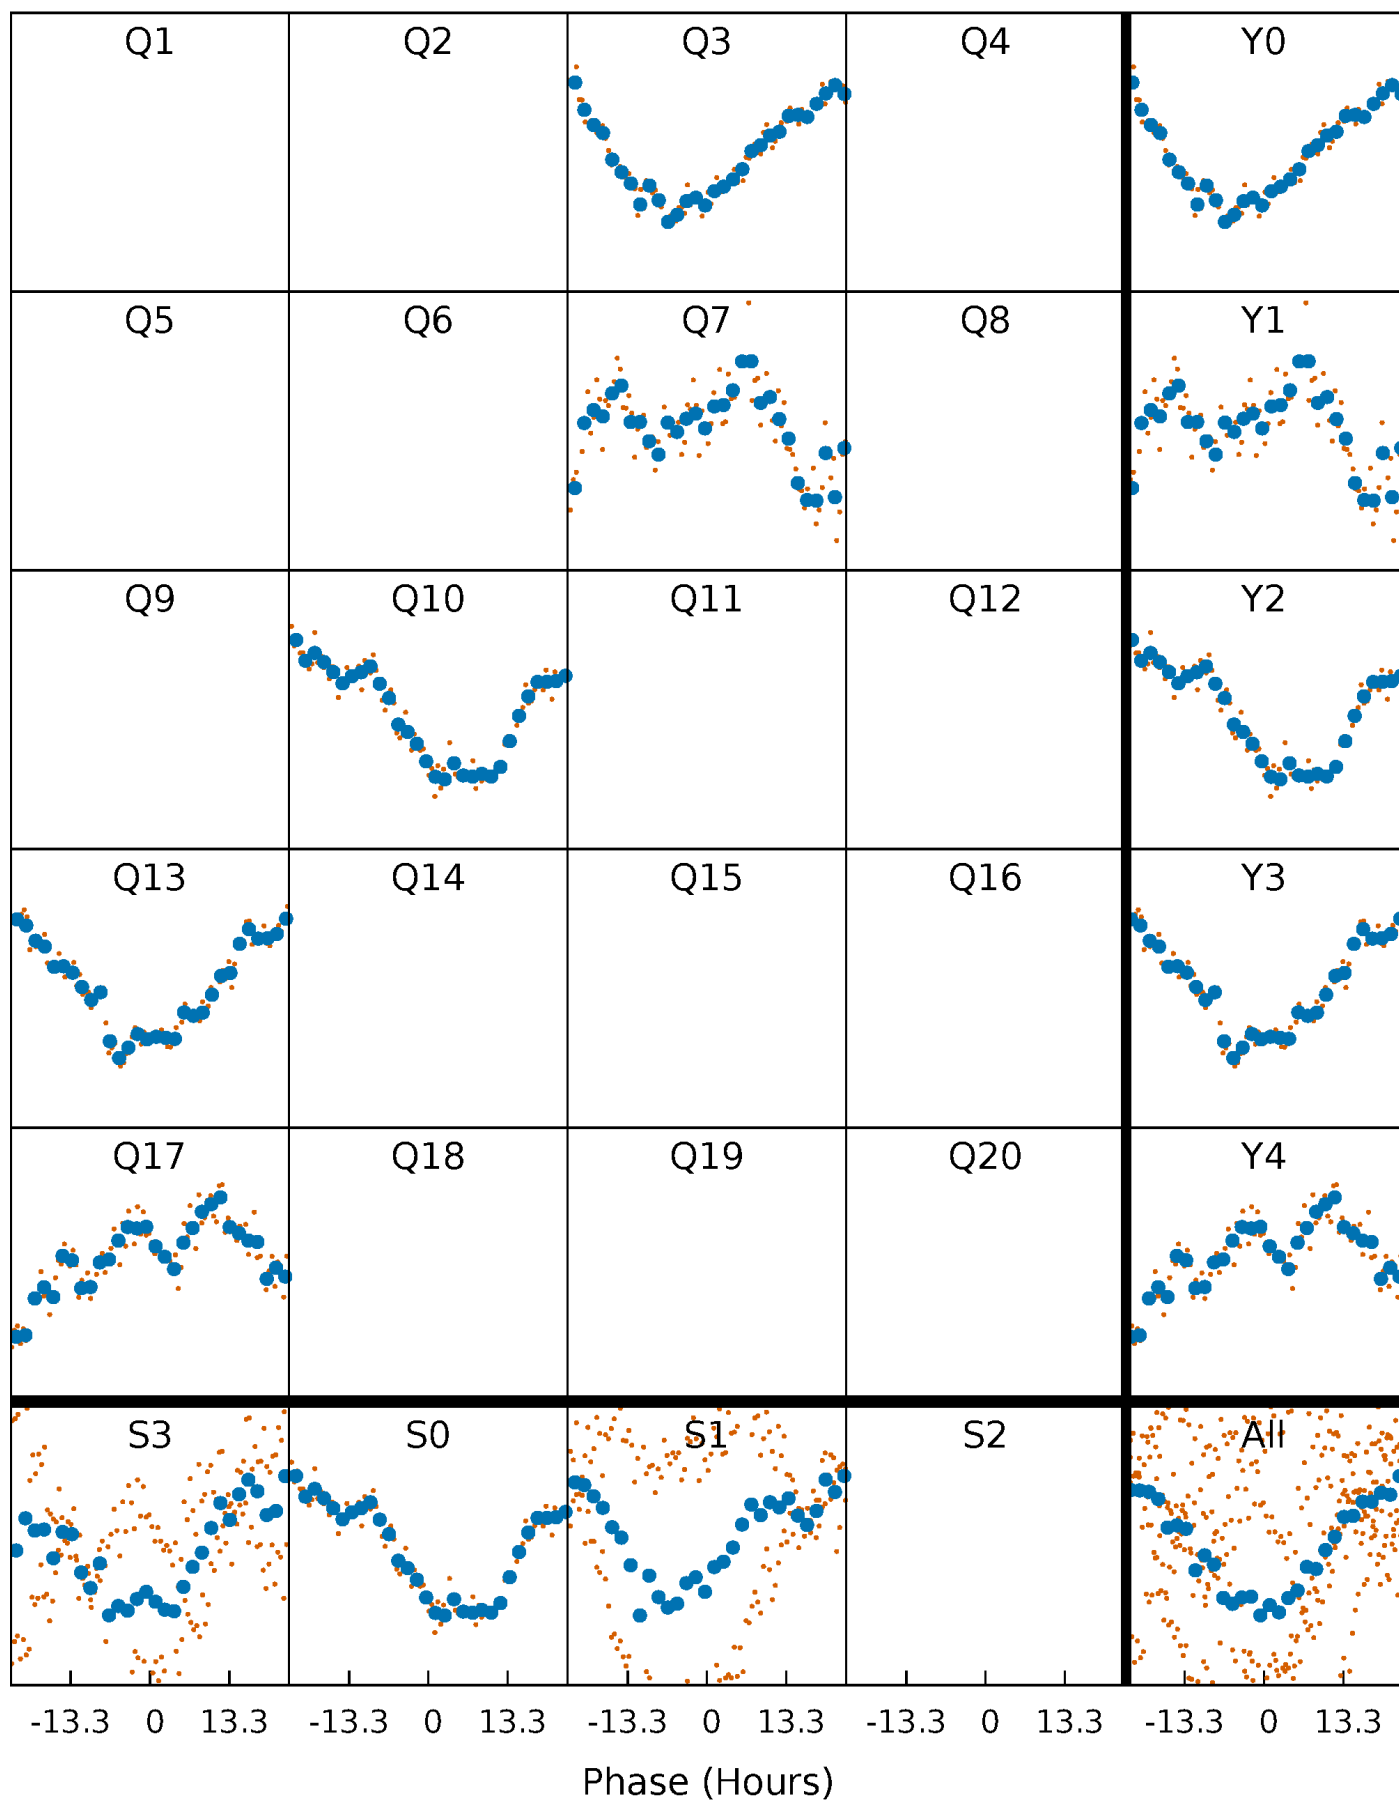 Q1 Q2 Q3 Q4 Y0
Q5 Q6 Q7 Q8 Y1
Q9 Q10 Q11 Q12 Y2
Q13 Q14 Q15 Q16 Y3
Q17 Q18 Q19 Q20 Y4
S3 S0 S1 S2 All
-13.3 0 13.3 -13.3 0 13.3 -13.3 0 13.3 -13.3 0 13.3 -13.3 0 13.3
Phase (Hours)